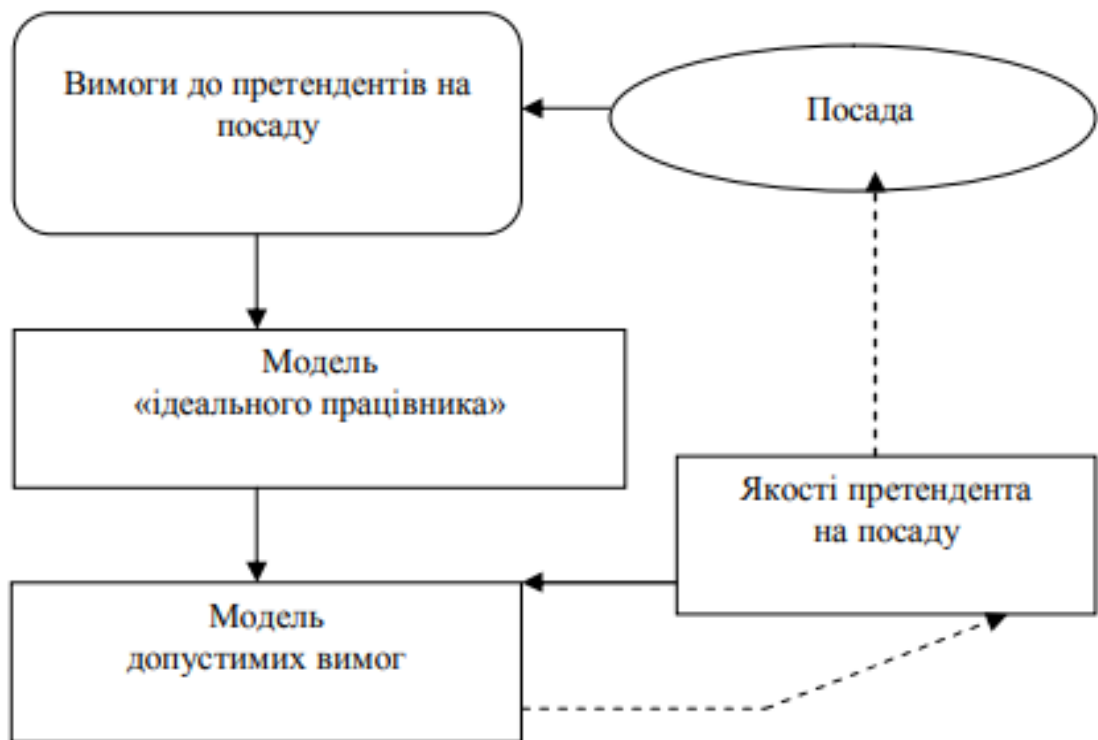 Вимоги до претендентів на
посаду
Посада
Модель
«ідеального працівника»
Якості претендента
на посаду
Модель
допустимих вимог